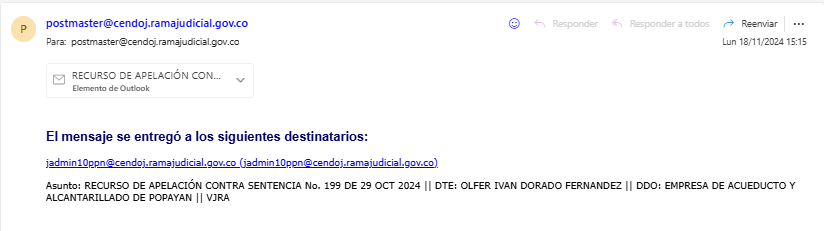 P
postmaster@cendoj.ramajudicial.gov.co
Responder
Responder a todos
Reenviar
Para: postmaster@cendoj.ramajudicial.gov.co
Lun 18/11/2024 15:15
RECURSO DE APELACIÓN CON...
Elemento de Outlook
El mensaje se entregó a los siguientes destinatarios:
jadmin10ppn@cendoj.ramajudicial.gov.co (jadmin10ppn@cendoj.ramajudicial.gov.co)
Asunto: RECURSO DE APELACIÓN CONTRA SENTENCIA No. 199 DE 29 OCT 2024 || DTE: OLFER IVAN DORADO FERNANDEZ || DDO: EMPRESA DE ACUEDUCTO Y
ALCANTARILLADO DE POPAYAN || VJRA